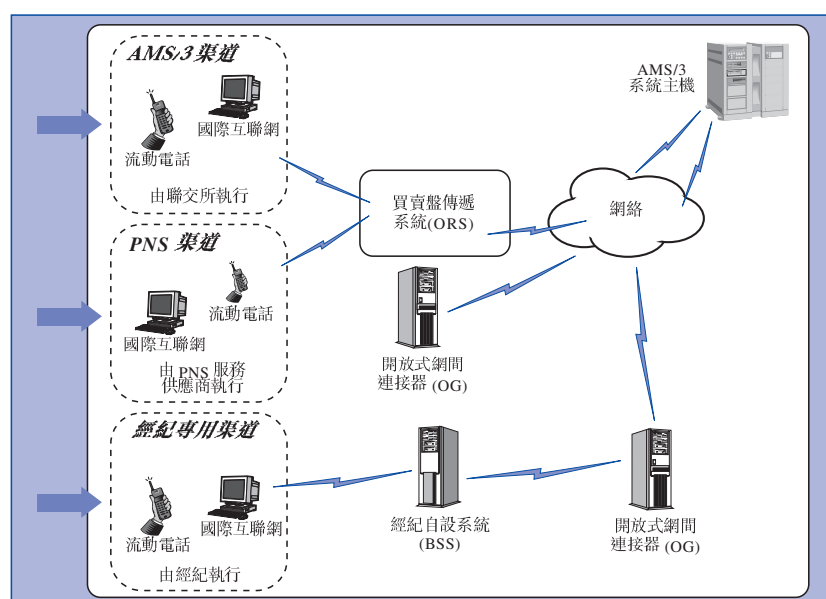 AMS/3 渠道
國際互聯網
流動電話
由聯交所執行
AMS/3
系統主機
買賣盤傳遞
系統(ORS)
網絡
PNS 渠道
流動電話
國際互聯網
由 PNS 服務
供應商執行
開放式網間
連接器 (OG)
經紀專用渠道
國際互聯網
流動電話
由經紀執行
經紀自設系統
(BSS)
開放式網間
連接器 (OG)